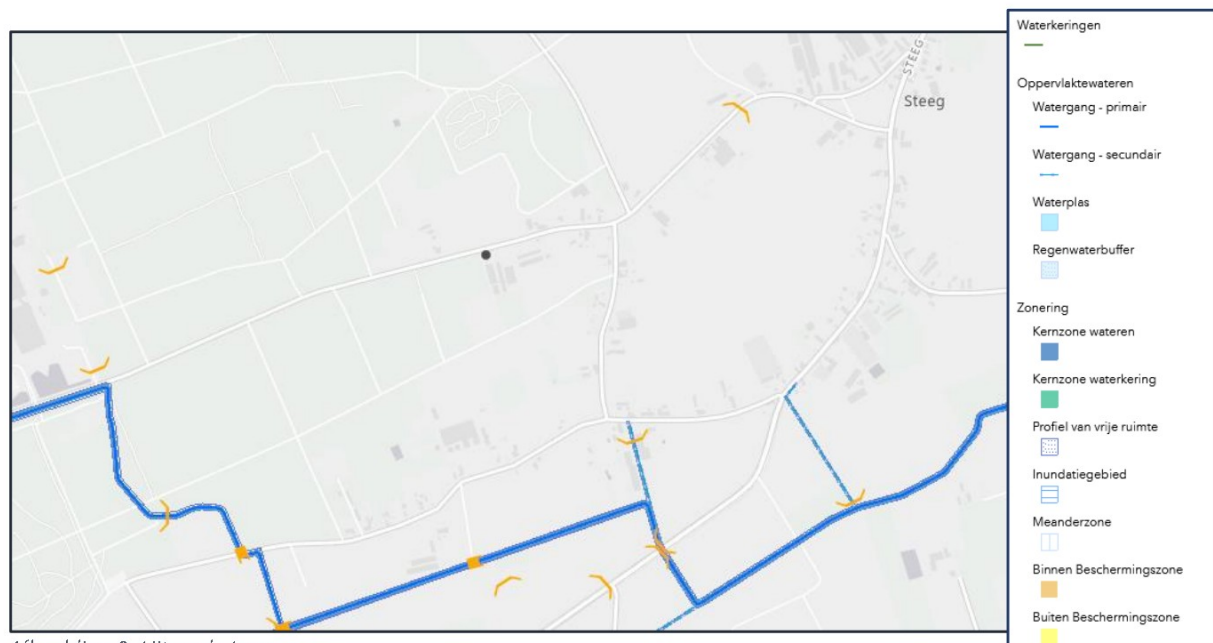 STEEG
Steeg
Waterkeringen
Oppervlaktewateren
Watergang - primair
Watergang - secundair
Waterplas
Regenwaterbuffer
Zonering
Kernzone wateren
Kernzone waterkering
Profiel van vrije ruimte
Inundatiegebied
Meanderzone
Binnen Beschermingszone
Buiten Beschermingszone